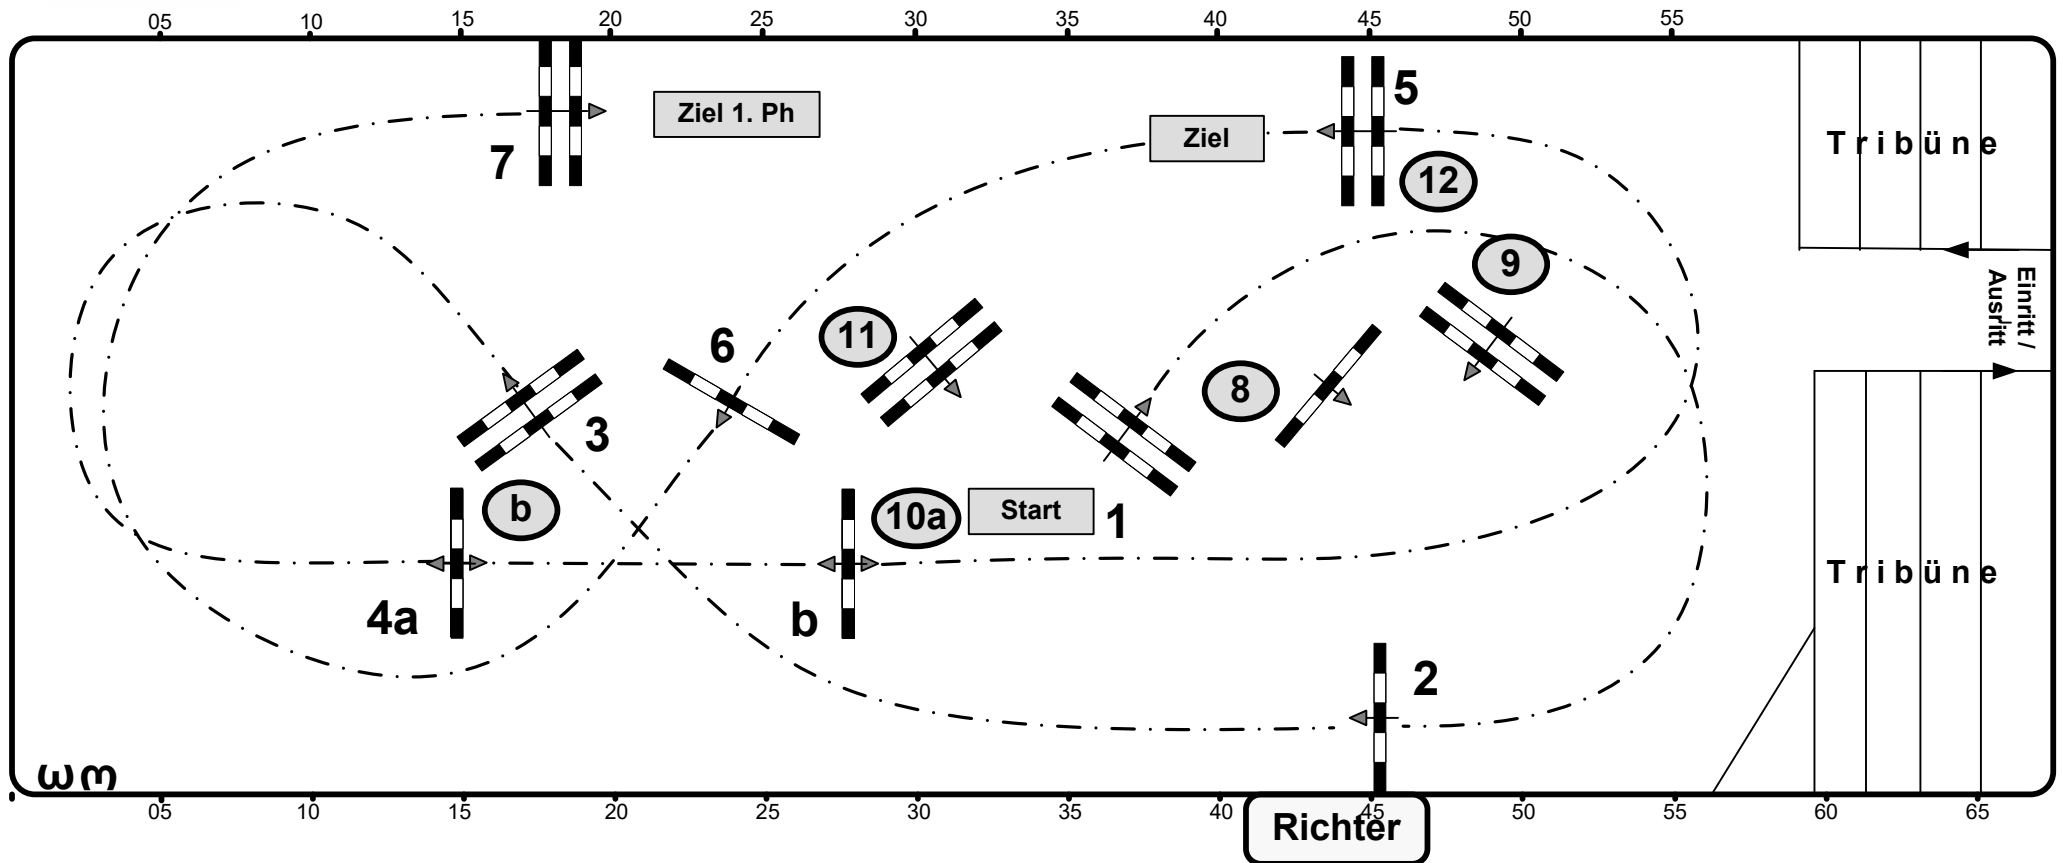 05 10 15 20 25 30 35 40 45 50 55
5
Ziel 1. Ph
Ziel
Tribüne
7
12
9
Einritt /
Ausritt
11
6
8
3
b
10a
Start
1
4a
b
Tribüne
2
ω m
05 10 15 20 25 30 35 40 45 50 55 60 65
Richter